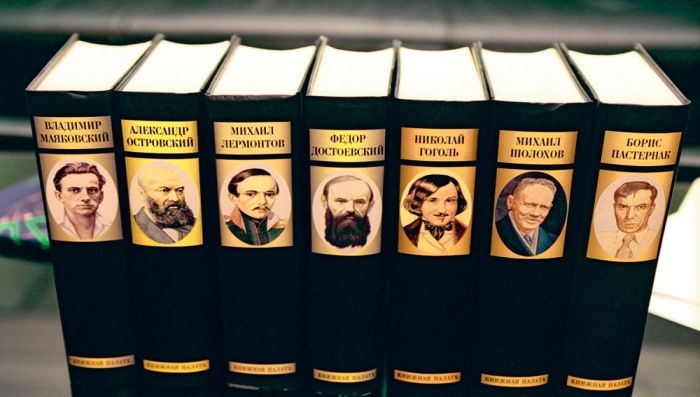 ВЛАДИМИР
МАЯКОВСКИЙ
АЛЕКСАНДР
ОСТРОВСКИЙ
МИХАИЛ
ЛЕРМОНТОВ
ФЕДОР
ДОСТОЕВСКИЙ
НИКОЛАЙ
ГОГОЛЬ
МИХАИЛ
ШОЛОХОВ
БОРИС
ПАСТЕРНАК
КНИЖНАЯ ПАЛАТА
КНИЖНАЯ ПАЛАТА
КНИЖНАЯ ПАЛАТА
КНИЖНАЯ ПАЛАТА
КНИЖНАЯ ПАЛАТА
КНИЖНАЯ ПАЛАТА
КНИЖНАЯ ПАЛАТА